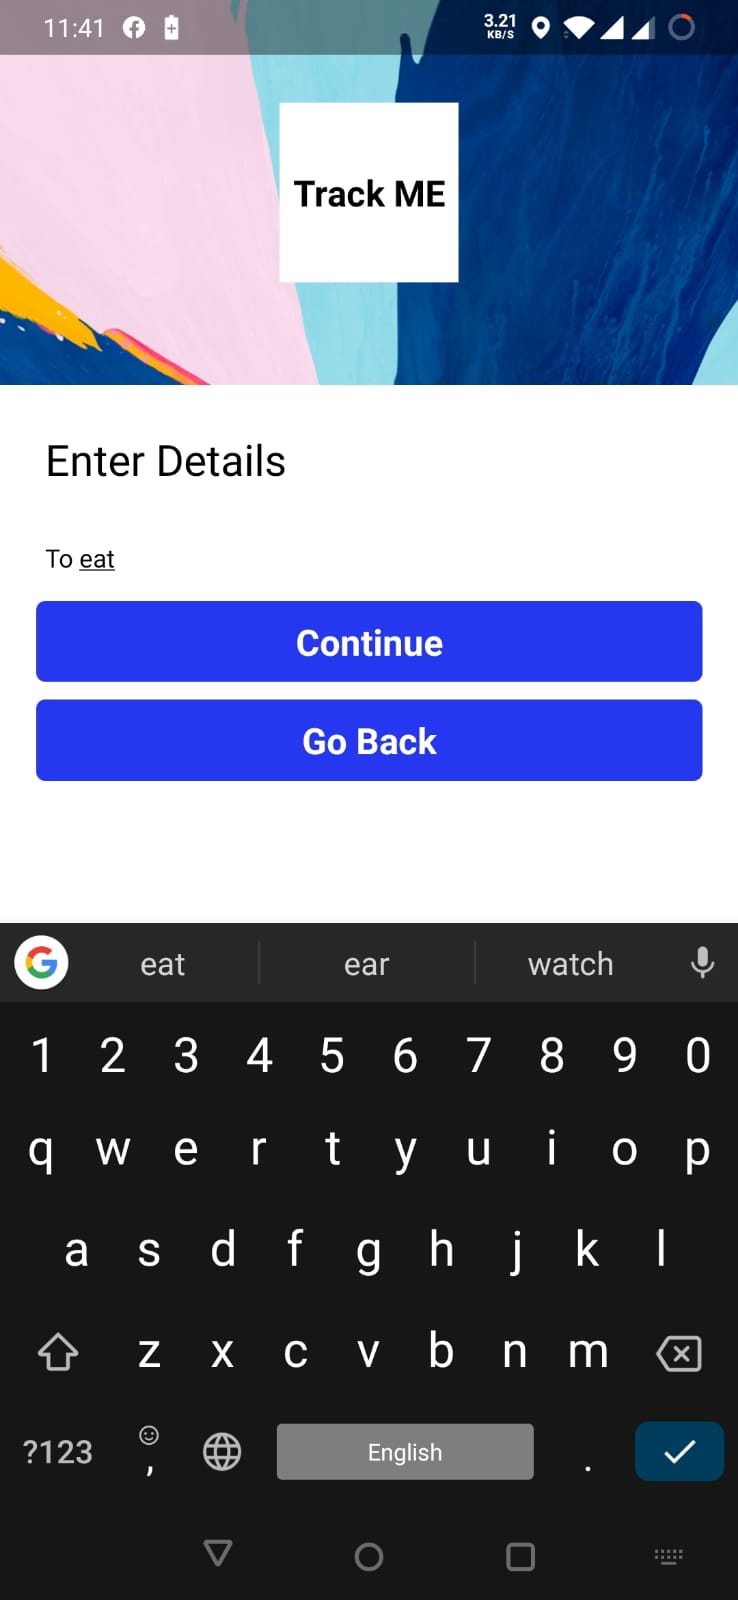 11:41 3.21 KB/S
Track ME
Enter Details
To eat
Continue
Go Back
eat ear watch
1 2 3 4 5 6 7 8 9 0
q w e r t y u i o p
a s d f g h j k l
z x c v b n m
?123 , English .